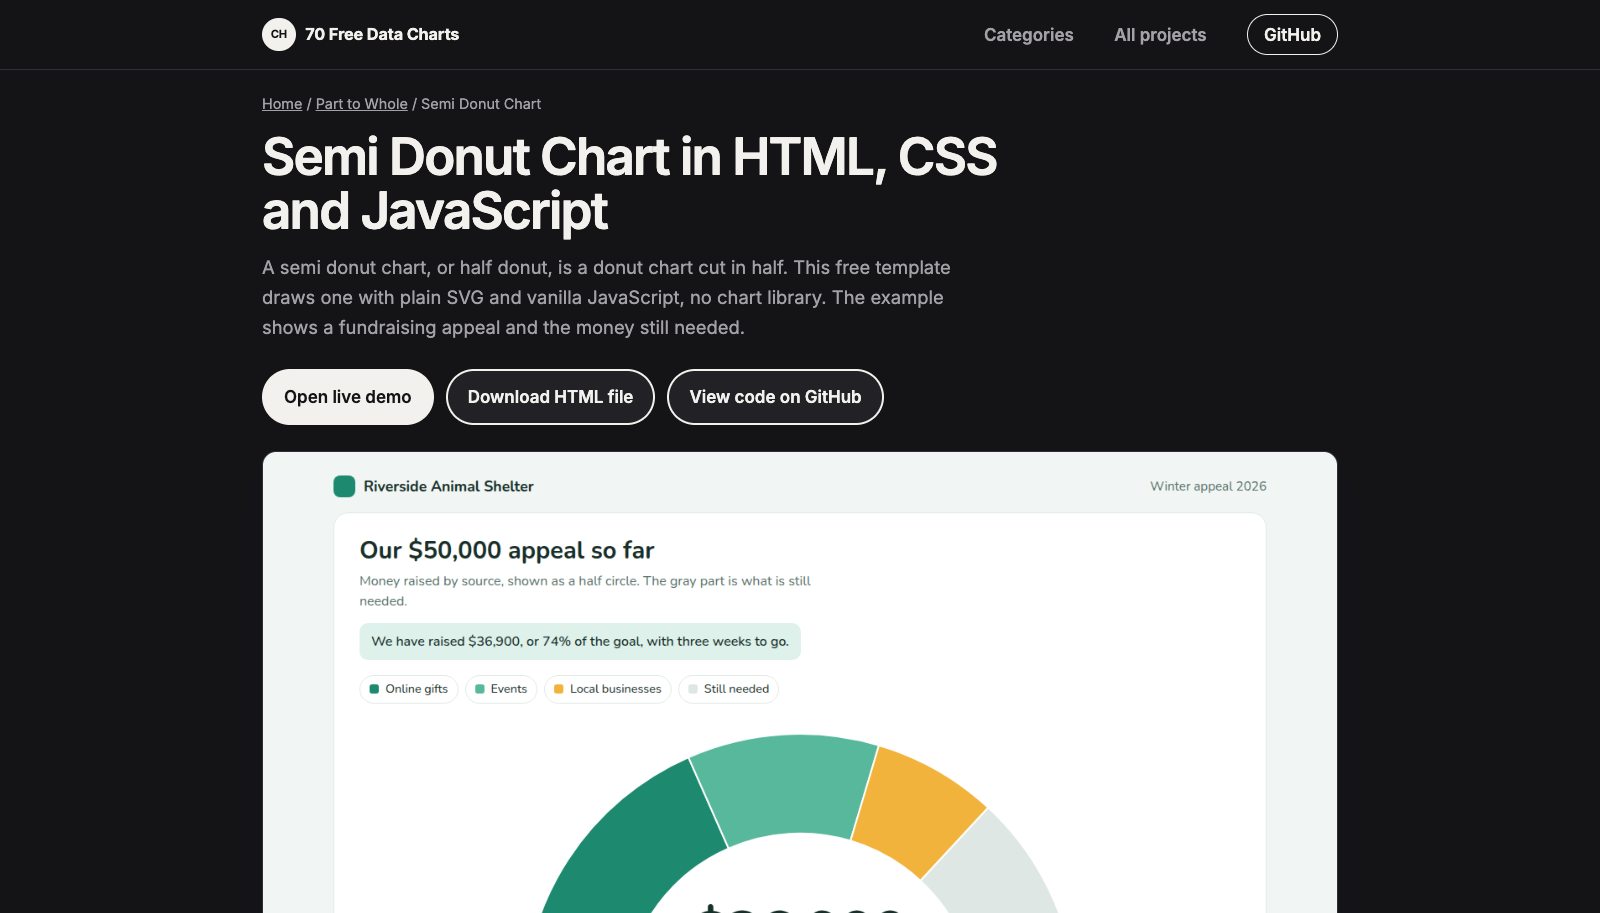 CH 70 Free Data Charts
Categories All projects GitHub
Home / Part to Whole / Semi Donut Chart
Semi Donut Chart in HTML, CSS
and JavaScript
A semi donut chart, or half donut, is a donut chart cut in half. This free template
draws one with plain SVG and vanilla JavaScript, no chart library. The example
shows a fundraising appeal and the money still needed.
Open live demo Download HTML file View code on GitHub
Riverside Animal Shelter Winter appeal 2026
Our $50,000 appeal so far
Money raised by source, shown as a half circle. The gray part is what is still
needed.
We have raised $36,900, or 74% of the goal, with three weeks to go.
Online gifts Events Local businesses Still needed